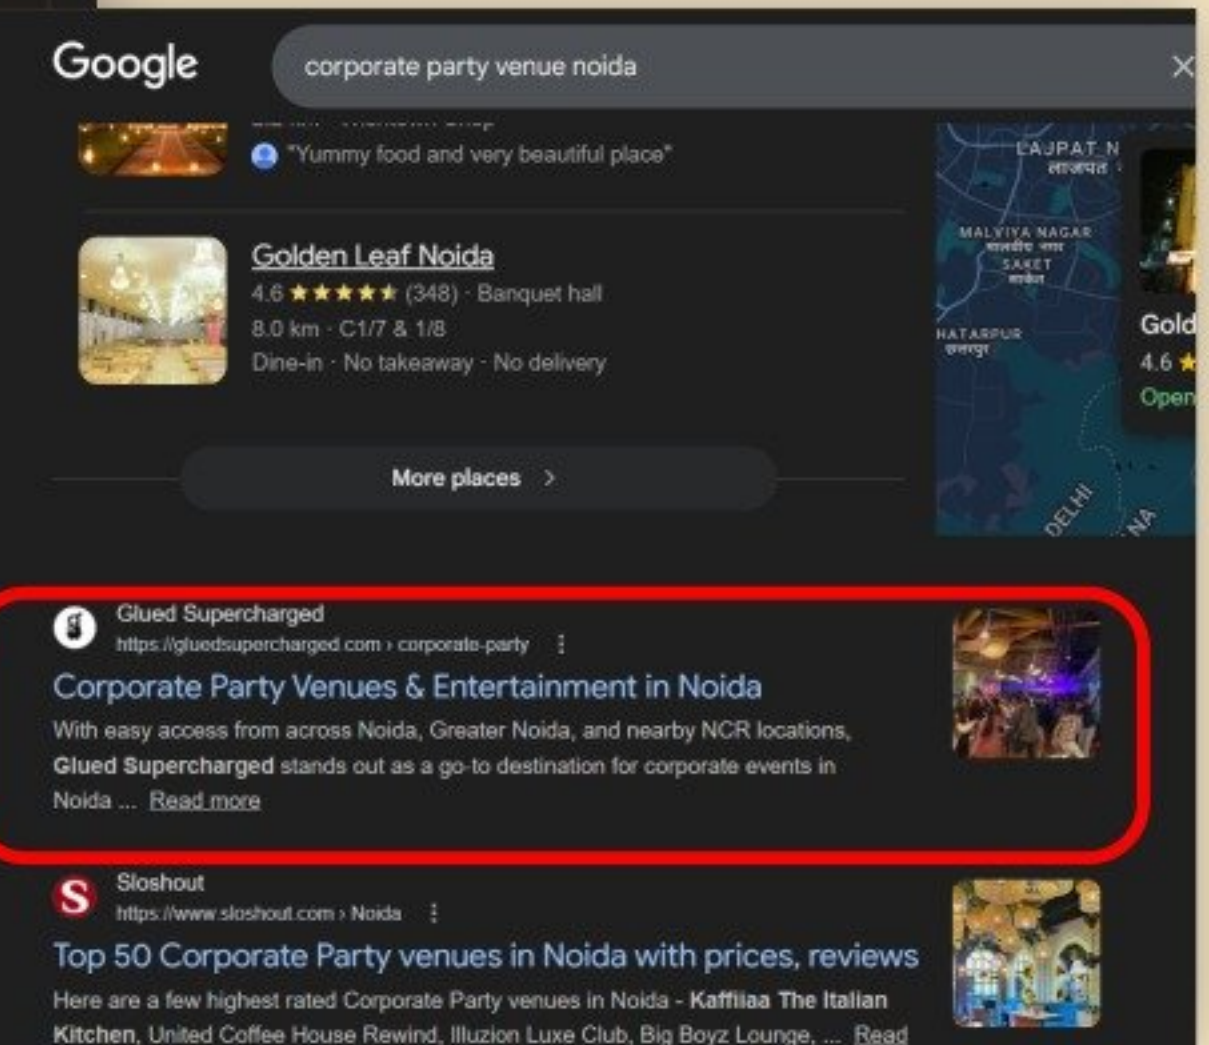 Google
corporate party venue noida
"Yummy food and very beautiful place"
Golden Leaf Noida
4.6 (348) · Banquet hall
8.0 km · C1/7 & 1/8
Dine-in · No takeaway · No delivery
More places >
LAJPAT N
लाजपत
MALVIYA NAGAR
मालवीय नगर
SAKET
साकेत
HATARPUR
छतरपुर
DELHI
NA
Gold
4.6
Open
Glued Supercharged
https://gluedsupercharged.com › corporate-party
Corporate Party Venues & Entertainment in Noida
With easy access from across Noida, Greater Noida, and nearby NCR locations,
Glued Supercharged stands out as a go-to destination for corporate events in
Noida ... Read more
S
Sloshout
https://www.sloshout.com › Noida
Top 50 Corporate Party venues in Noida with prices, reviews
Here are a few highest rated Corporate Party venues in Noida - Kaffiiaa The Italian
Kitchen, United Coffee House Rewind, Illuzion Luxe Club, Big Boyz Lounge, ... Read